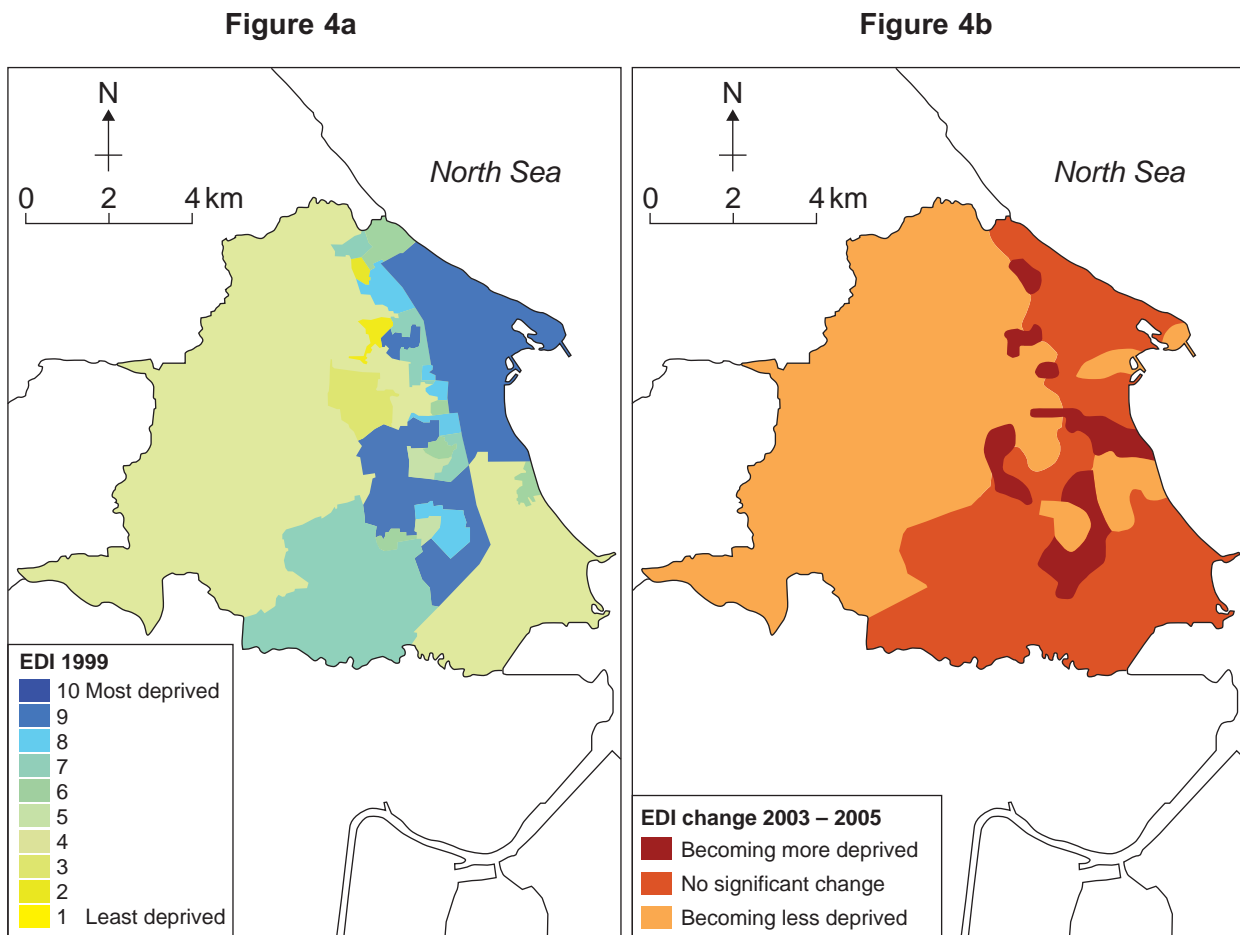 Figure 4a
N
North Sea
0 2 4 km
EDI 1999
10 Most deprived
9
8
7
6
5
4
3
2
1 Least deprived
Figure 4b
N
North Sea
0 2 4 km
EDI change 2003 – 2005
Becoming more deprived
No significant change
Becoming less deprived